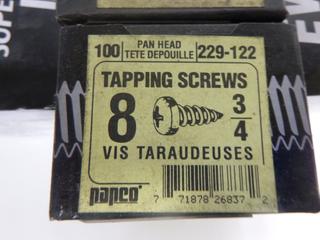 100 PAN HEAD TETE DEPOUILLE 229-122
TAPPING SCREWS
8 3/4
VIS TARAUDEUSES
papco
7 71878 26837 2
SUPER